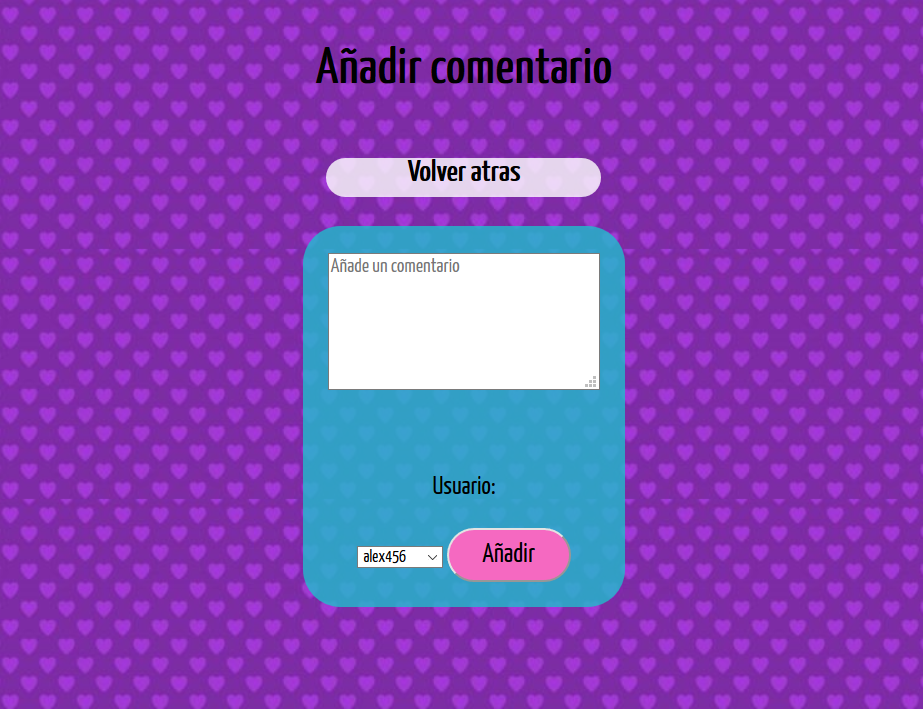 Añadir comentario
Volver atras
Añade un comentario
Usuario:
alex456
Añadir